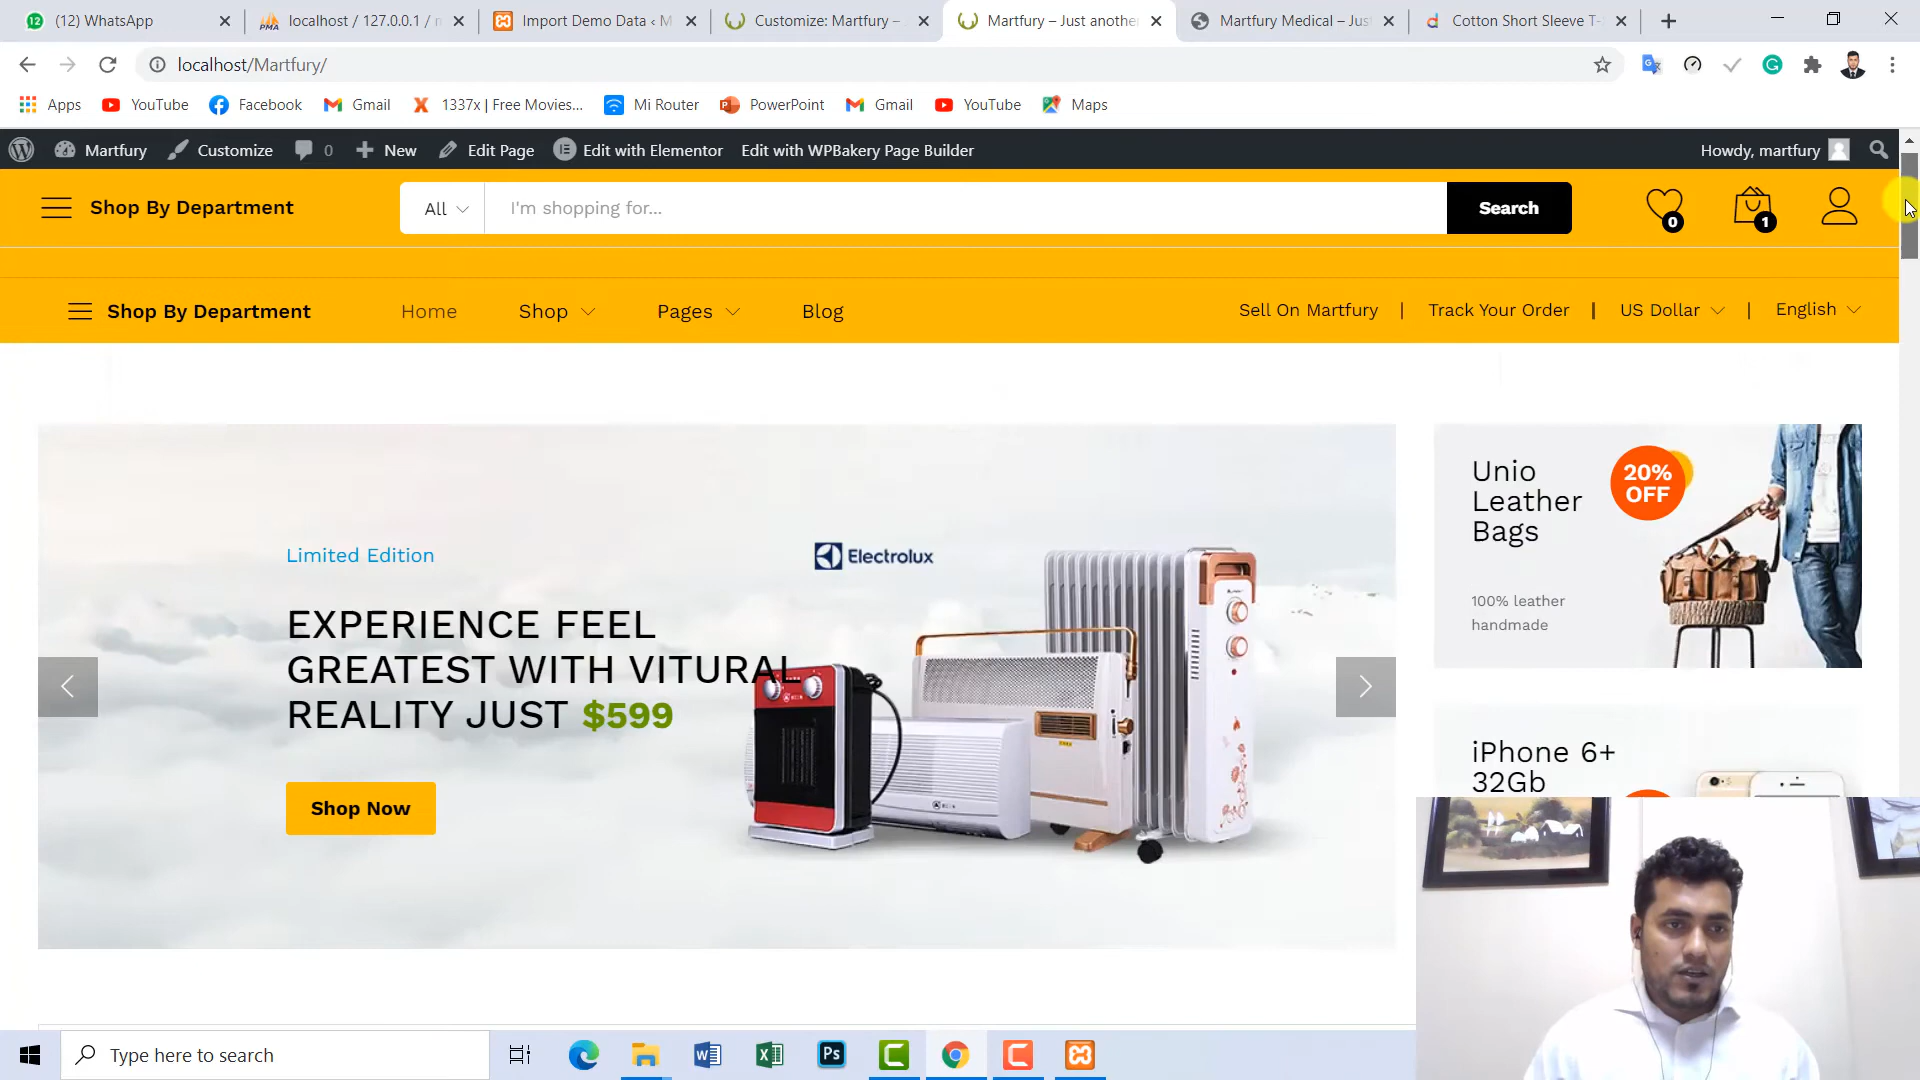 (12) WhatsApp
localhost / 127.0.0.1 / m
Import Demo Data ‹ M
Customize: Martfury –
Martfury – Just anothe
Martfury Medical – Jus
Cotton Short Sleeve T-
localhost/Martfury/
Apps
YouTube
Facebook
Gmail
1337x | Free Movies...
Mi Router
PowerPoint
Gmail
YouTube
Maps
Martfury
Customize
0
New
Edit Page
Edit with Elementor
Edit with WPBakery Page Builder
Howdy, martfury
Shop By Department
All
I'm shopping for...
Search
0
1
Shop By Department
Home
Shop
Pages
Blog
Sell On Martfury
Track Your Order
US Dollar
English
Limited Edition
Electrolux
EXPERIENCE FEEL
GREATEST WITH VITURAL
REALITY JUST $599
Shop Now
Unio
Leather
Bags
20%
OFF
100% leather
handmade
iPhone 6+
32Gb
Type here to search